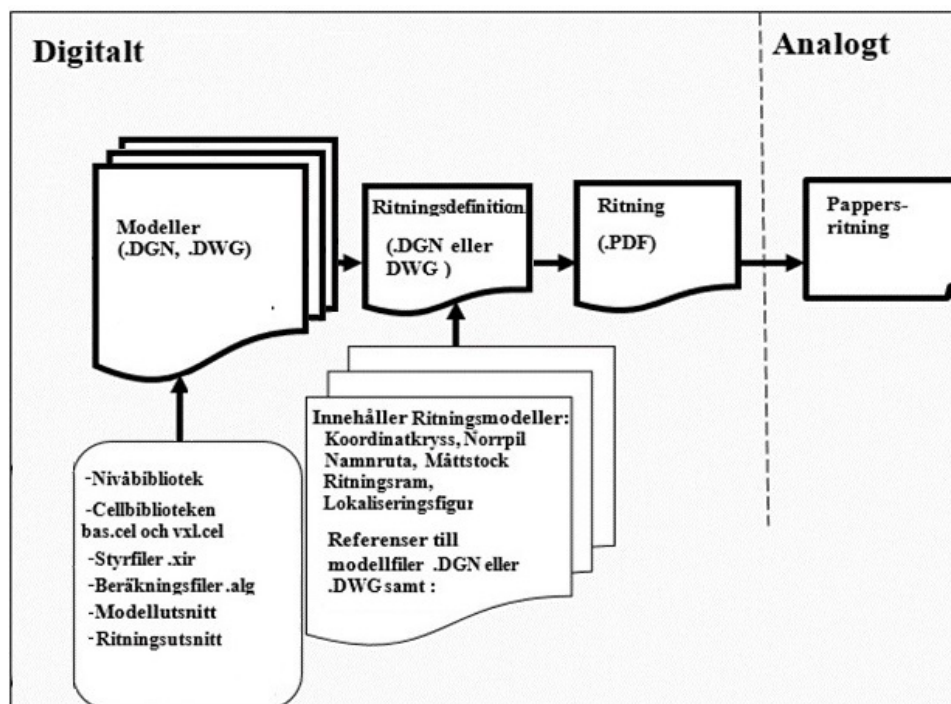 Digitalt
Analogt
Modeller
(.DGN, .DWG)
Ritningsdefinition
(.DGN eller
DWG )
Ritning
(.PDF)
Pappers-
ritning
-Nivåbibliotek
-Cellbiblioteken
bas.cel och vxl.cel
-Styrfiler .xir
-Beräkningsfiler .alg
-Modellutsnitt
-Ritningsutsnitt
Innehåller Ritningsmodeller:
Koordinatkryss, Norrpil
Namnruta, Måttstock
Ritningsram,
Lokaliseringsfigur
Referenser till
modellfiler .DGN eller
.DWG samt :